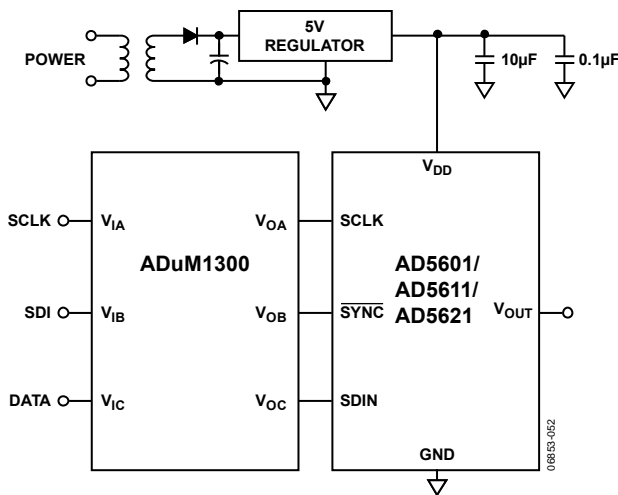 5V
REGULATOR
POWER
10µF
0.1µF
VDD
SCLK
VIA
VOA
SCLK
ADuM1300
AD5601/
AD5611/
AD5621
SDI
VIB
VOB
SYNC
VOUT
DATA
VIC
VOC
SDIN
GND
06853-052